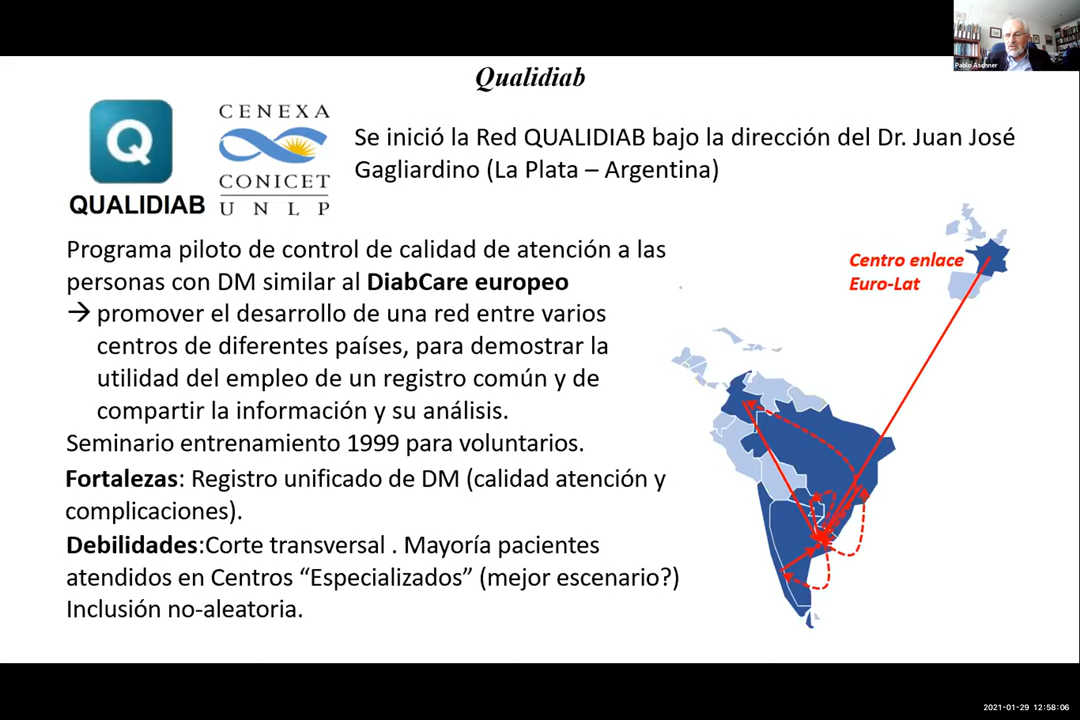 Pablo Aschner
Qualidiab
Q
QUALIDIAB
CENEXA
CONICET
UNLP
Se inició la Red QUALIDIAB bajo la dirección del Dr. Juan José
Gagliardino (La Plata – Argentina)
Programa piloto de control de calidad de atención a las
personas con DM similar al DiabCare europeo
→ promover el desarrollo de una red entre varios
centros de diferentes países, para demostrar la
utilidad del empleo de un registro común y de
compartir la información y su análisis.
Seminario entrenamiento 1999 para voluntarios.
Fortalezas: Registro unificado de DM (calidad atención y
complicaciones).
Debilidades:Corte transversal . Mayoría pacientes
atendidos en Centros “Especializados” (mejor escenario?)
Inclusión no-aleatoria.
Centro enlace
Euro-Lat
2021-01-29 12:58:06